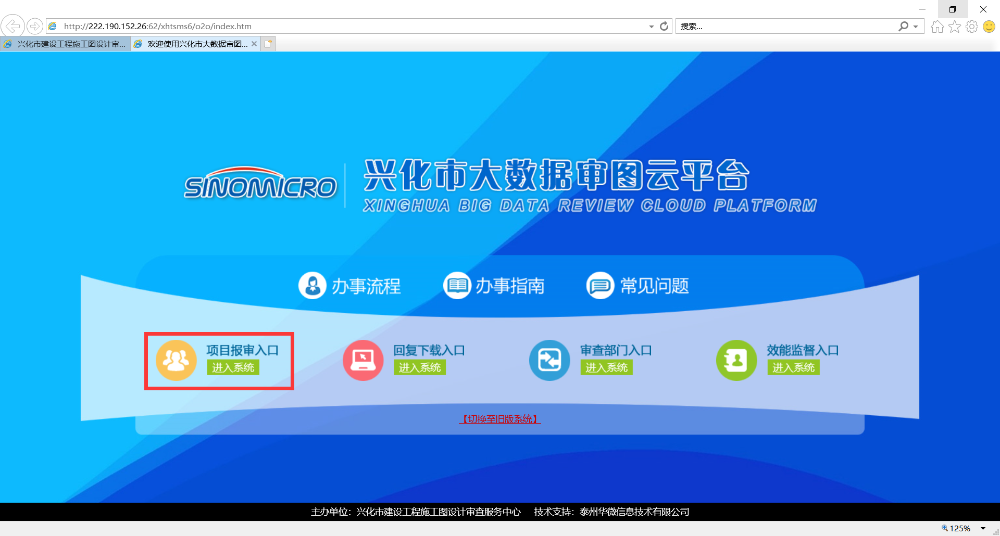 http://222.190.152.26:62/xhtsms6/o2o/index.htm
搜索...
兴化市建设工程施工图设计审...
欢迎使用兴化市大数据审图...
SINOMICRO
兴化市大数据审图云平台
XINGHUA BIG DATA REVIEW CLOUD PLATFORM
办事流程
办事指南
常见问题
项目报审入口
进入系统
回复下载入口
进入系统
审查部门入口
进入系统
效能监督入口
进入系统
【切换至旧版系统】
主办单位：兴化市建设工程施工图设计审查服务中心 技术支持：泰州华微信息技术有限公司
125%